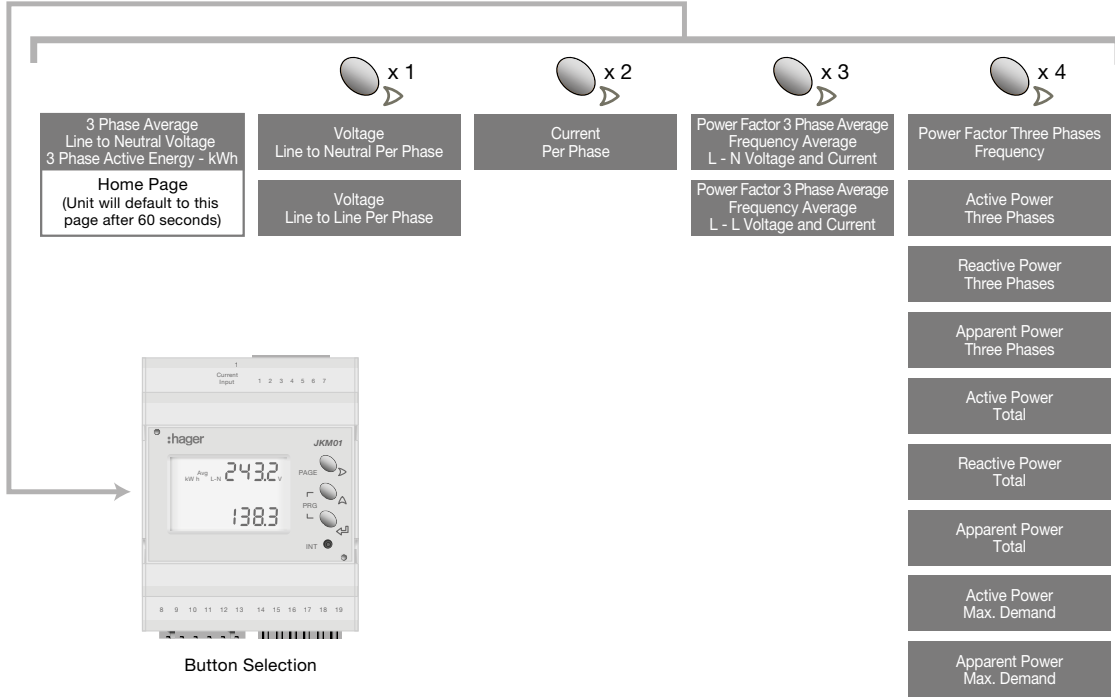 x 1
x 2
x 3
x 4
3 Phase Average
Line to Neutral Voltage
3 Phase Active Energy - kWh
Home Page
(Unit will default to this
page after 60 seconds)
Voltage
Line to Neutral Per Phase
Voltage
Line to Line Per Phase
Current
Per Phase
Power Factor 3 Phase Average
Frequency Average
L - N Voltage and Current
Power Factor 3 Phase Average
Frequency Average
L - L Voltage and Current
Power Factor Three Phases
Frequency
Active Power
Three Phases
Reactive Power
Three Phases
Apparent Power
Three Phases
Active Power
Total
Reactive Power
Total
Apparent Power
Total
Active Power
Max. Demand
Apparent Power
Max. Demand
1
Current
Input
1 2 3 4 5 6 7
:hager
JKM01
Avg
kW h L-N 243.2 V
138.3
PAGE
PRG
INT
8 9 10 11 12 13 14 15 16 17 18 19
Button Selection